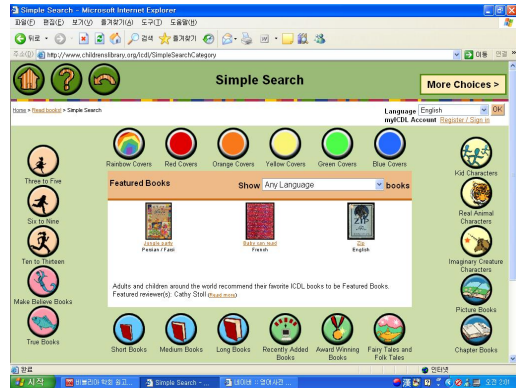 Simple Search - Microsoft Internet Explorer
파일(F) 편집(E) 보기(V) 즐겨찾기(A) 도구(T) 도움말(H)
뒤로 검색 즐겨찾기
주소(D) http://www.childrenslibrary.org/icdl/SimpleSearchCategory 이동 연결 »
Simple Search
More Choices >
Home > Read books! > Simple Search
Language English OK
myICDL Account Register / Sign in
Rainbow Covers Red Covers Orange Covers Yellow Covers Green Covers Blue Covers
Three to Five
Six to Nine
Ten to Thirteen
Make Believe Books
True Books
Featured Books Show Any Language books
ZIP
Jungle party
Persian / Farsi
French
Zip
English
Adults and children around the world recommend their favorite ICDL books to be Featured Books.
Featured reviewer(s): Cathy Stoll (Read more)
Kid Characters
Real Animal
Characters
Imaginary Creature
Characters
Picture Books
Chapter Books
Short Books Medium Books Long Books Recently Added
Books Award Winning
Books Fairy Tales and
Folk Tales
완료 인터넷
시작 Simple Search - ...